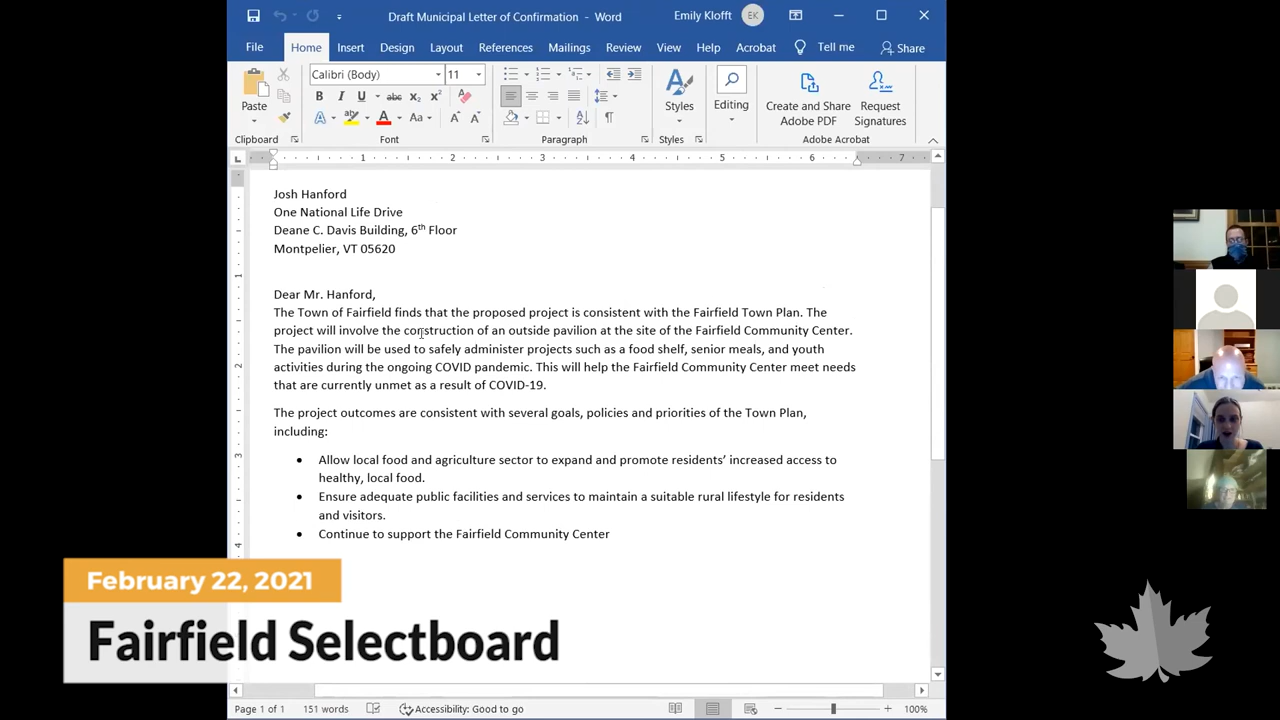 Draft Municipal Letter of Confirmation - Word
Emily Klofft
EK
File
Home
Insert
Design
Layout
References
Mailings
Review
View
Help
Acrobat
Tell me
Share
Paste
Calibri (Body)
11
Styles
Editing
Create and Share
Adobe PDF
Request
Signatures
Clipboard
Font
Paragraph
Styles
Adobe Acrobat
1 2 3 4 5 6 7
Josh Hanford
One National Life Drive
Deane C. Davis Building, 6th Floor
Montpelier, VT 05620
Dear Mr. Hanford,
The Town of Fairfield finds that the proposed project is consistent with the Fairfield Town Plan. The
project will involve the construction of an outside pavilion at the site of the Fairfield Community Center.
The pavilion will be used to safely administer projects such as a food shelf, senior meals, and youth
activities during the ongoing COVID pandemic. This will help the Fairfield Community Center meet needs
that are currently unmet as a result of COVID-19.
The project outcomes are consistent with several goals, policies and priorities of the Town Plan,
including:
• Allow local food and agriculture sector to expand and promote residents’ increased access to
healthy, local food.
• Ensure adequate public facilities and services to maintain a suitable rural lifestyle for residents
and visitors.
• Continue to support the Fairfield Community Center
February 22, 2021
Fairfield Selectboard
Page 1 of 1
151 words
Accessibility: Good to go
100%